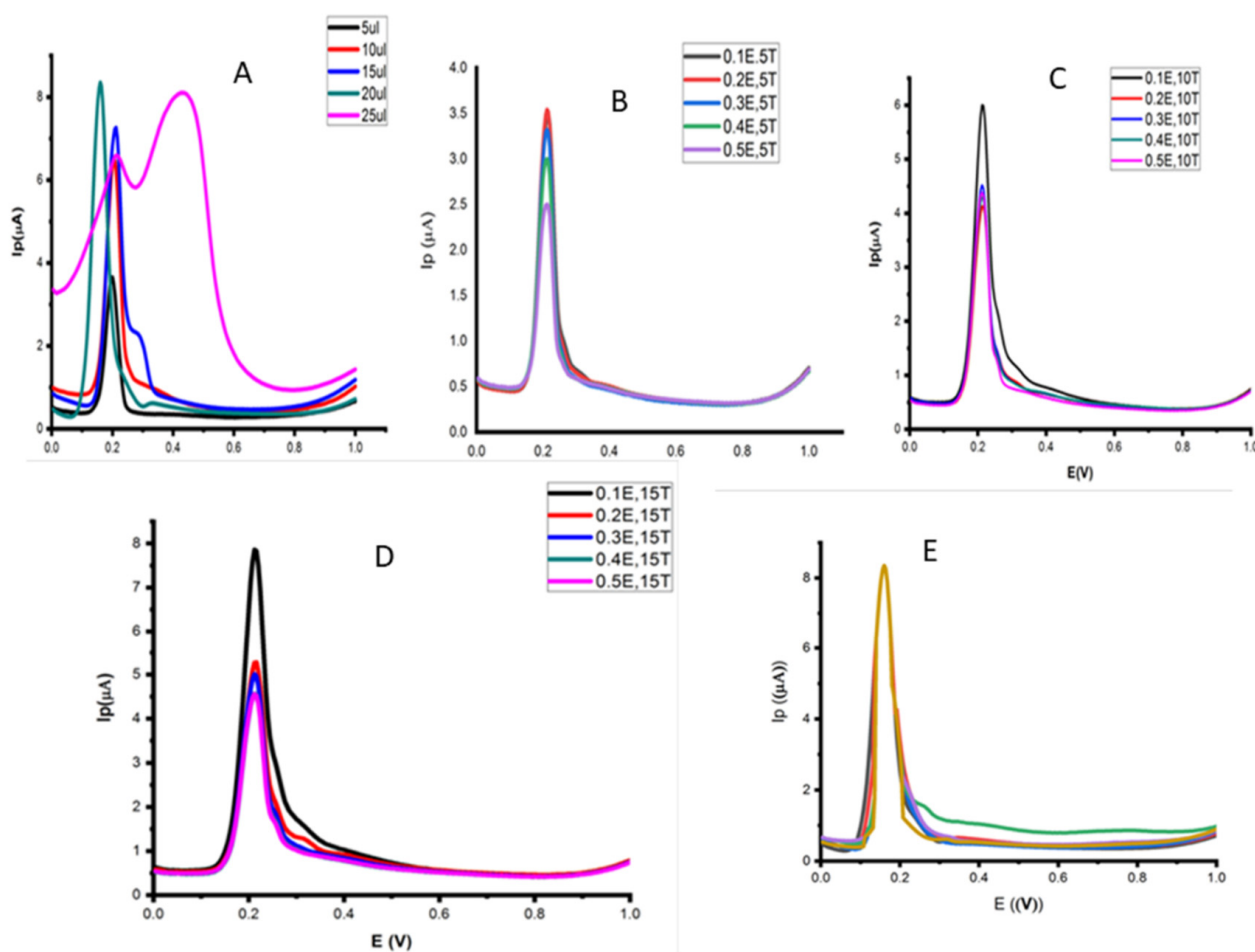 A
5ul
10ul
15ul
20ul
25ul
Ip(μA)
8
6
4
2
0
0.0 0.2 0.4 0.6 0.8 1.0
B
0.1E.5T
0.2E,5T
0.3E,5T
0.4E,5T
0.5E,5T
Ip (μA)
4.0
3.5
3.0
2.5
2.0
1.5
1.0
0.5
0.0
0.0 0.2 0.4 0.6 0.8 1.0
C
0.1E,10T
0.2E,10T
0.3E,10T
0.4E,10T
0.5E,10T
Ip(μA)
6
5
4
3
2
1
0
0.0 0.2 0.4 0.6 0.8 1.0
E(V)
D
0.1E,15T
0.2E,15T
0.3E,15T
0.4E,15T
0.5E,15T
Ip(μA)
8
7
6
5
4
3
2
1
0
0.0 0.2 0.4 0.6 0.8 1.0
E (V)
E
Ip ((μA))
8
6
4
2
0
0.0 0.2 0.4 0.6 0.8 1.0
E ((V))